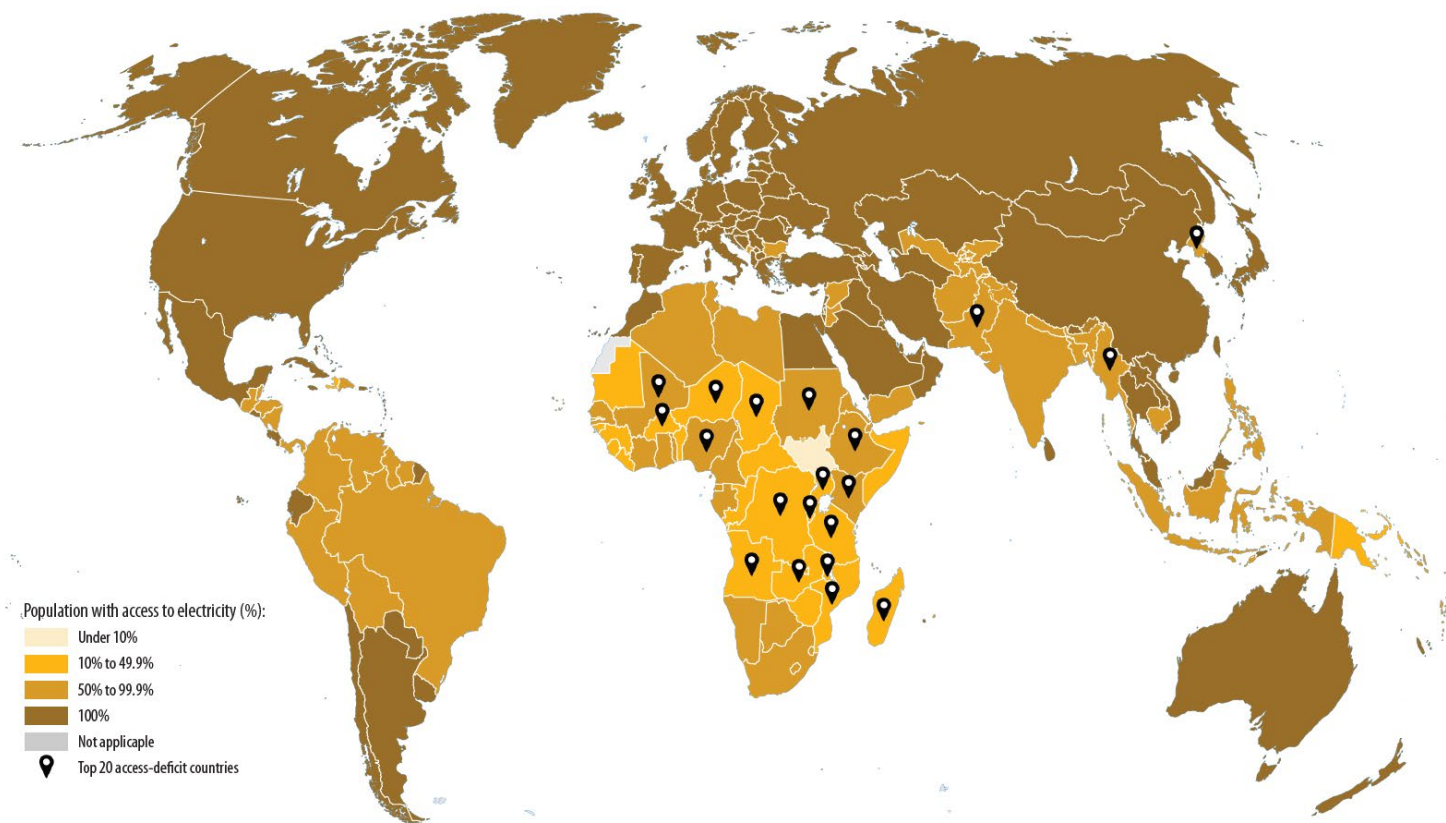 Population with access to electricity (%):
Under 10%
10% to 49.9%
50% to 99.9%
100%
Not applicaple
Top 20 access-deficit countries